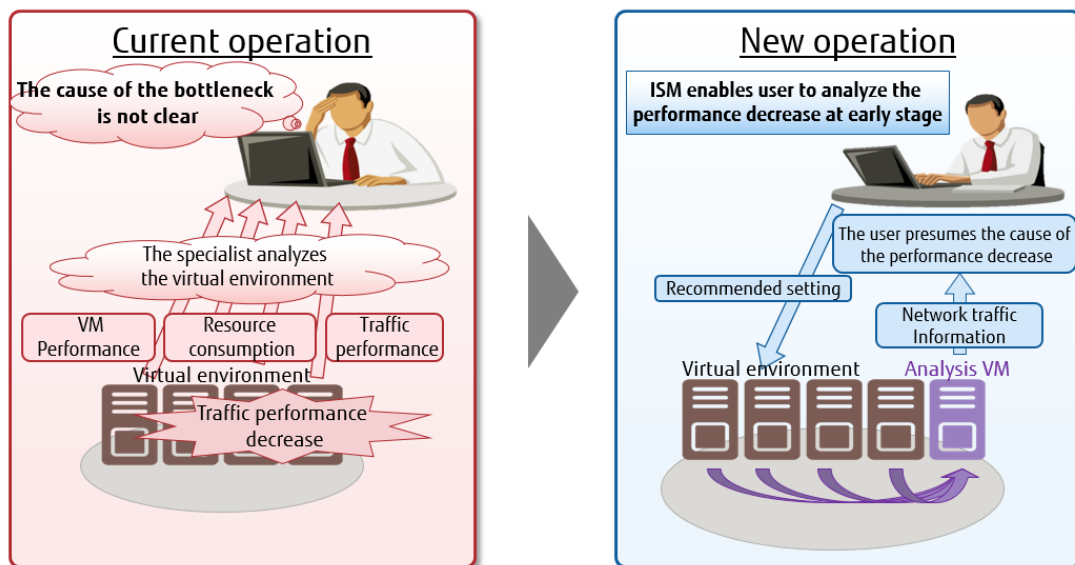 Current operation
The cause of the bottleneck
is not clear
The specialist analyzes
the virtual environment
VM
Performance
Resource
consumption
Traffic
performance
Virtual environment
Traffic performance
decrease
New operation
ISM enables user to analyze the
performance decrease at early stage
The user presumes the cause of
the performance decrease
Recommended setting
Network traffic
Information
Virtual environment
Analysis VM